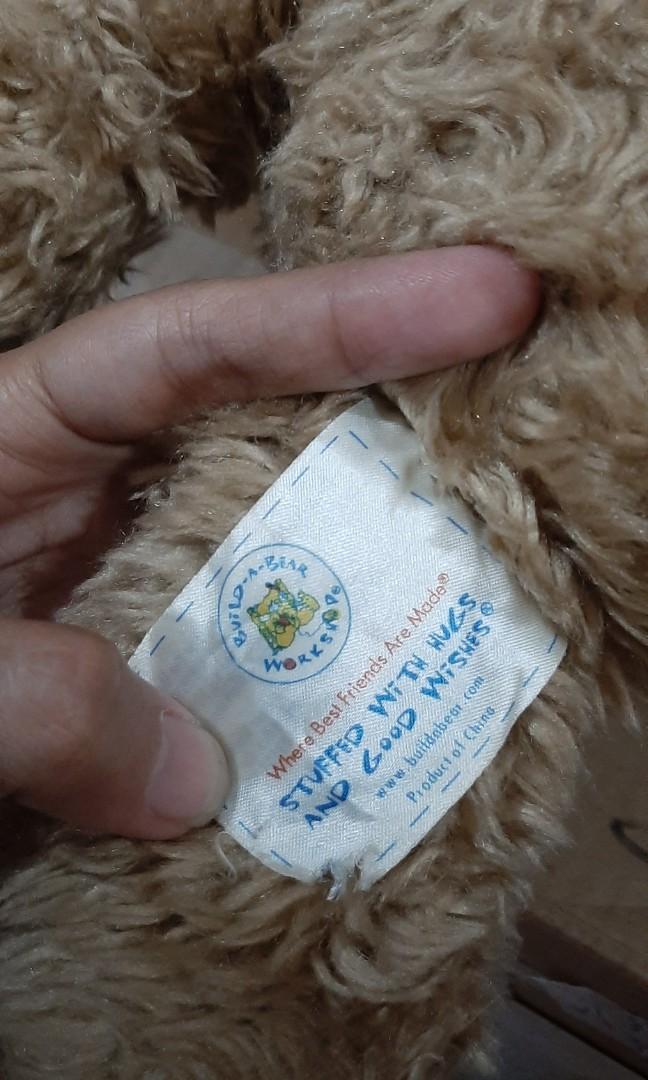 BUILD-A-BEAR
WORKSHOP®
Where Best Friends Are Made®
STUFFED WITH HUGS
AND GOOD WISHES®
www.buildabear.com
Product of China